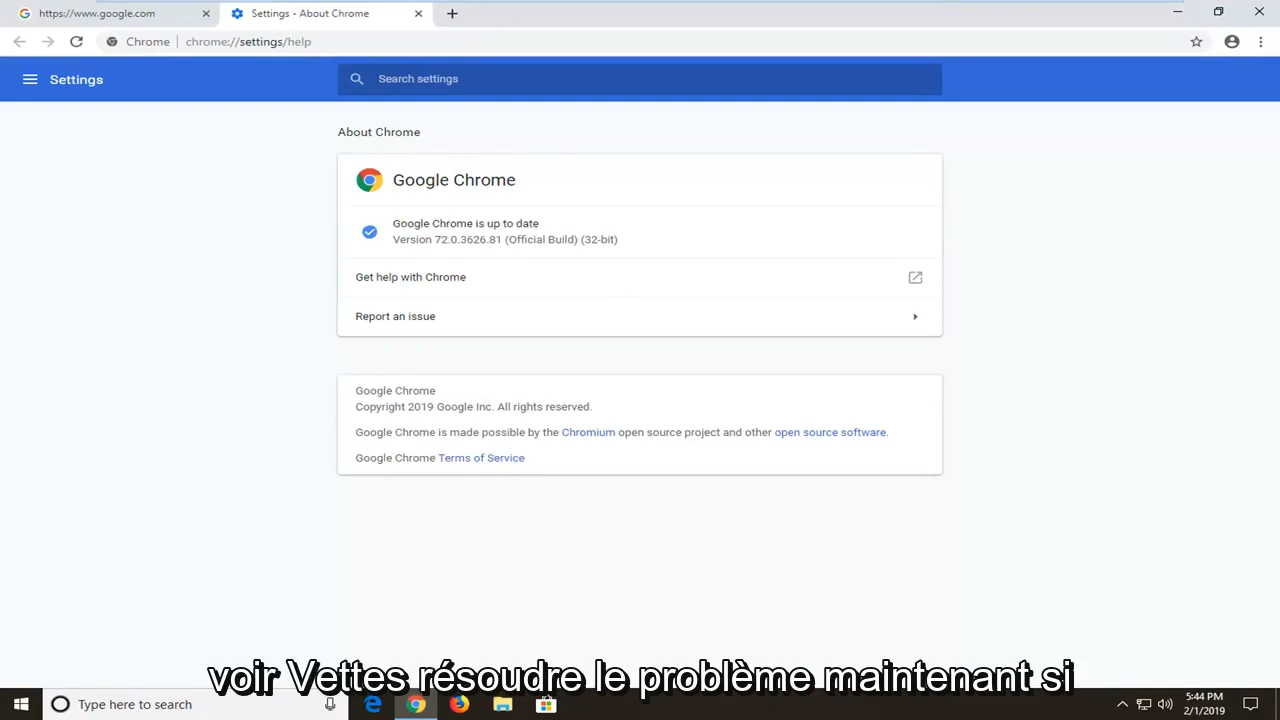 https://www.google.com
Settings - About Chrome
Chrome
chrome://settings/help
Settings
Search settings
About Chrome
Google Chrome
Google Chrome is up to date
Version 72.0.3626.81 (Official Build) (32-bit)
Get help with Chrome
Report an issue
Google Chrome
Copyright 2019 Google Inc. All rights reserved.
Google Chrome is made possible by the Chromium open source project and other open source software.
Google Chrome Terms of Service
voir Vettes résoudre le problème maintenant si
Type here to search
5:44 PM
2/1/2019